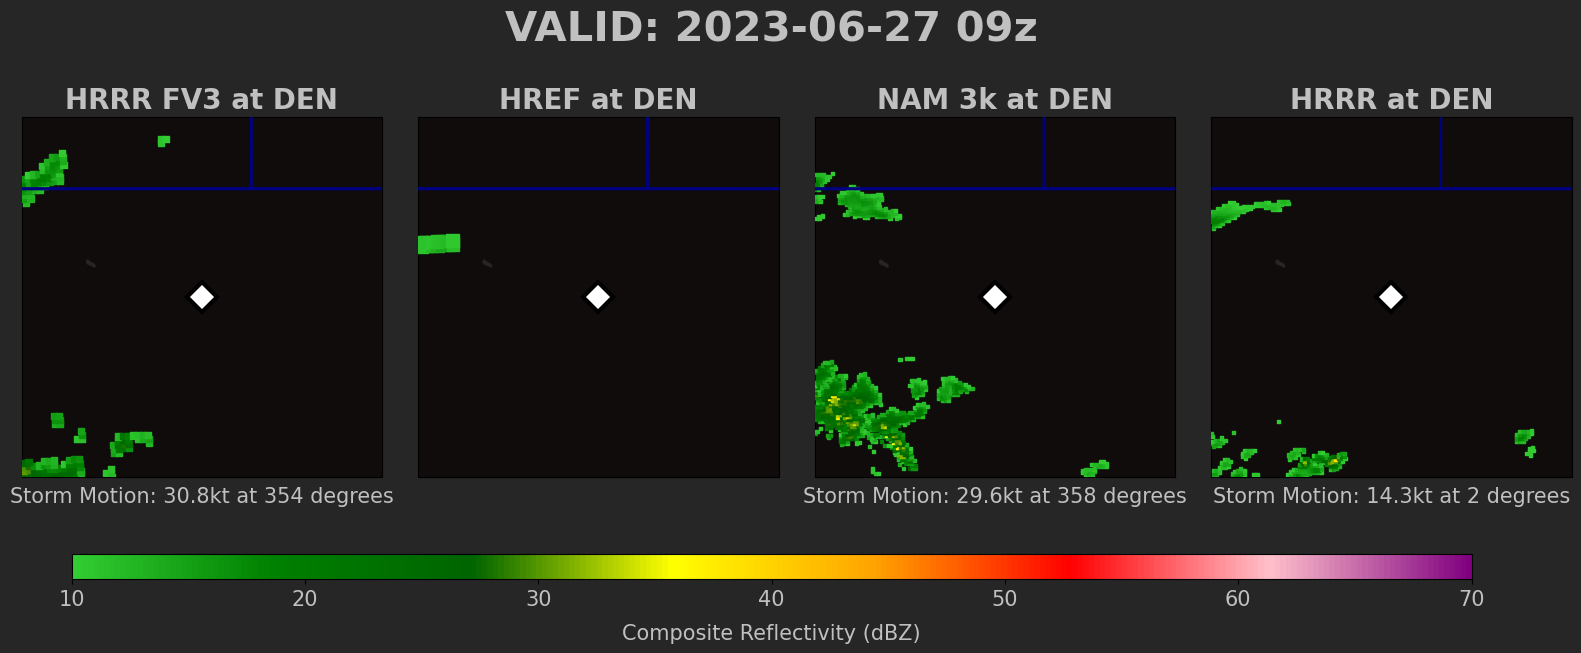 VALID: 2023-06-27 09z
HRRR FV3 at DEN
HREF at DEN
NAM 3k at DEN
HRRR at DEN
Storm Motion: 30.8kt at 354 degrees
Storm Motion: 29.6kt at 358 degrees
Storm Motion: 14.3kt at 2 degrees
10 20 30 40 50 60 70
Composite Reflectivity (dBZ)